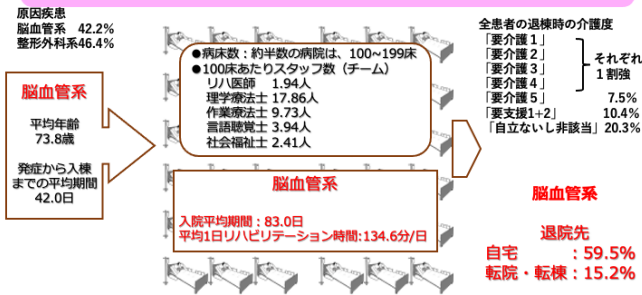 原因疾患
脳血管系 42.2%
整形外科系46.4%
脳血管系
平均年齢
73.8歳
発症から入棟
までの平均期間
42.0日
●病床数：約半数の病院は、100~199床
●100床あたりスタッフ数（チーム）
リハ医師 1.94人
理学療法士 17.86人
作業療法士 9.73人
言語聴覚士 3.94人
社会福祉士 2.41人
脳血管系
入院平均期間：83.0日
平均1日リハビリテーション時間:134.6分/日
全患者の退棟時の介護度
「要介護１」
「要介護２」
「要介護３」
「要介護４」
それぞれ
１割強
「要介護５」 7.5%
「要支援1+2」 10.4%
「自立ないし非該当」20.3%
脳血管系
退院先
自宅 ：59.5%
転院・転棟：15.2%